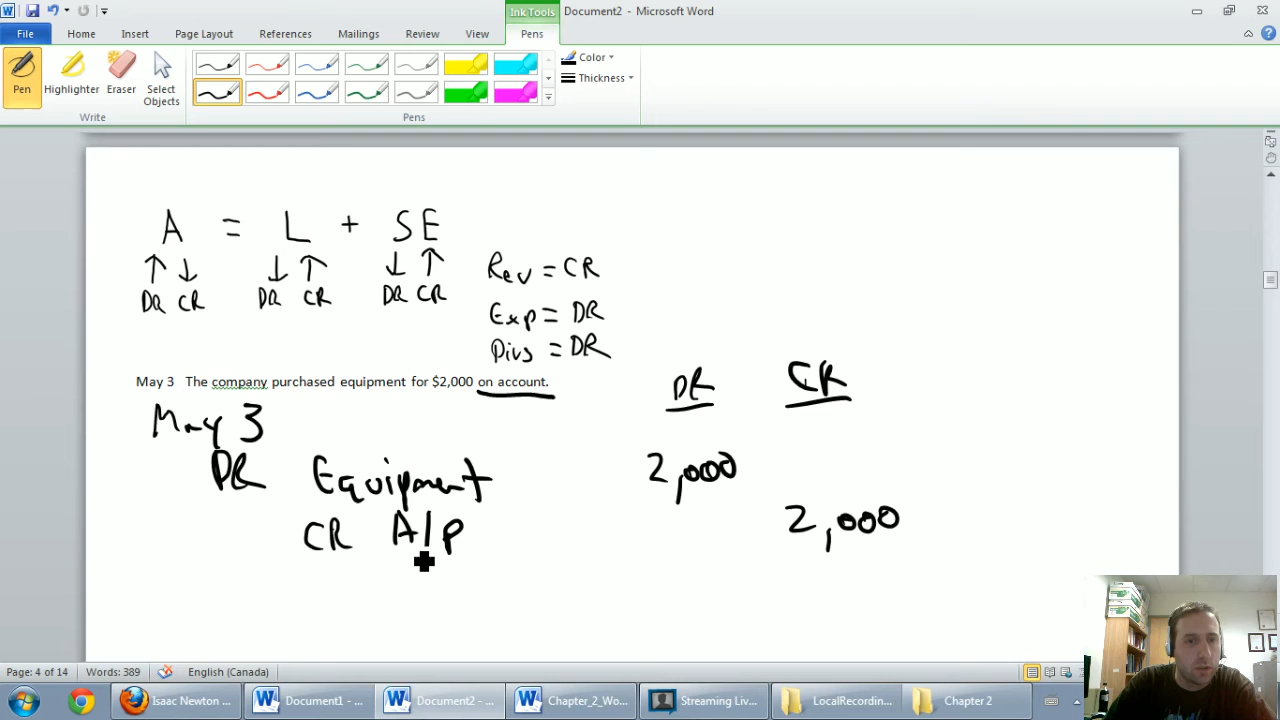 Ink Tools Document2 - Microsoft Word
File Home Insert Page Layout References Mailings Review View Pens
Pen Highlighter Eraser Select Objects
Color
Thickness
Write Pens
A = L + SE
↑ ↓ ↓ ↑ ↓ ↑
DR CR DR CR DR CR
Rev = CR
Exp = DR
Divs = DR
May 3 The company purchased equipment for $2,000 on account.
DR CR
May 3
DR Equipment 2,000
CR A/P 2,000
Page: 4 of 14 Words: 389 English (Canada)
Isaac Newton ... Document1 - ... Document2 - ... Chapter_2_Wo... Streaming Liv... LocalRecording Chapter 2